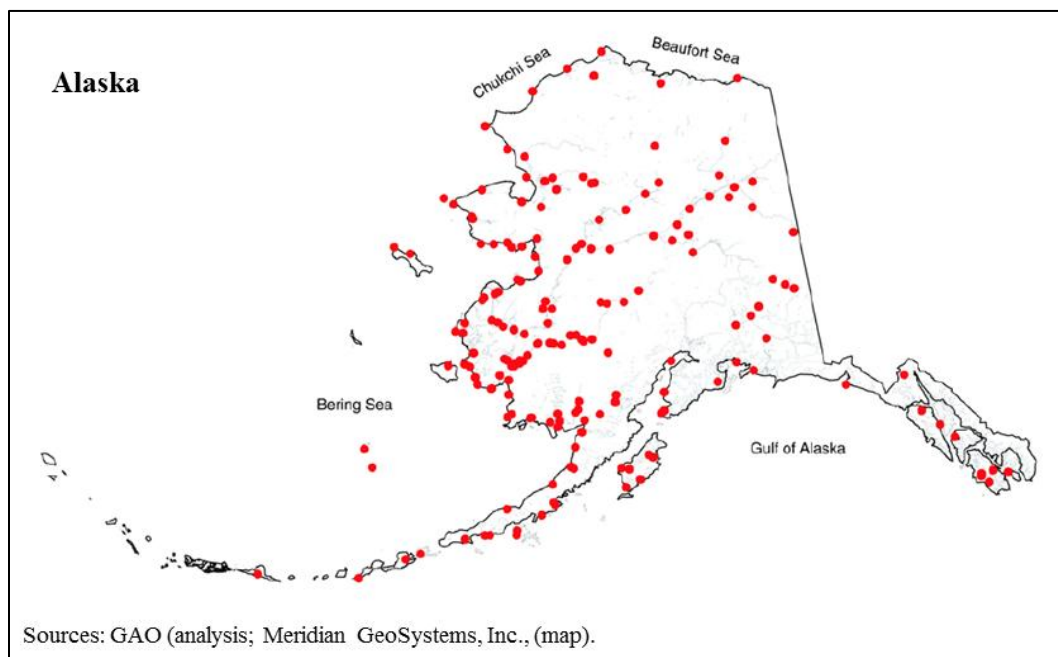 Beaufort Sea
Chukchi Sea
Alaska
Bering Sea
Gulf of Alaska
Sources: GAO (analysis; Meridian GeoSystems, Inc., (map).